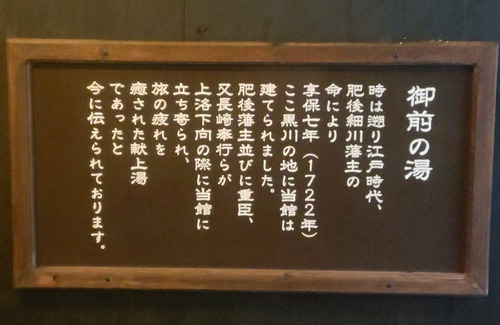 御前の湯
時は遡り江戸時代、
肥後細川藩主の
命により
享保七年（1722年）
ここ黒川の地に当館は
建てられました。
肥後藩主並びに重臣、
又長崎奉行らが
上洛下向の際に当館に
立ち寄られ、
旅の疲れを
癒された献上湯
であったと
今に伝えられております。